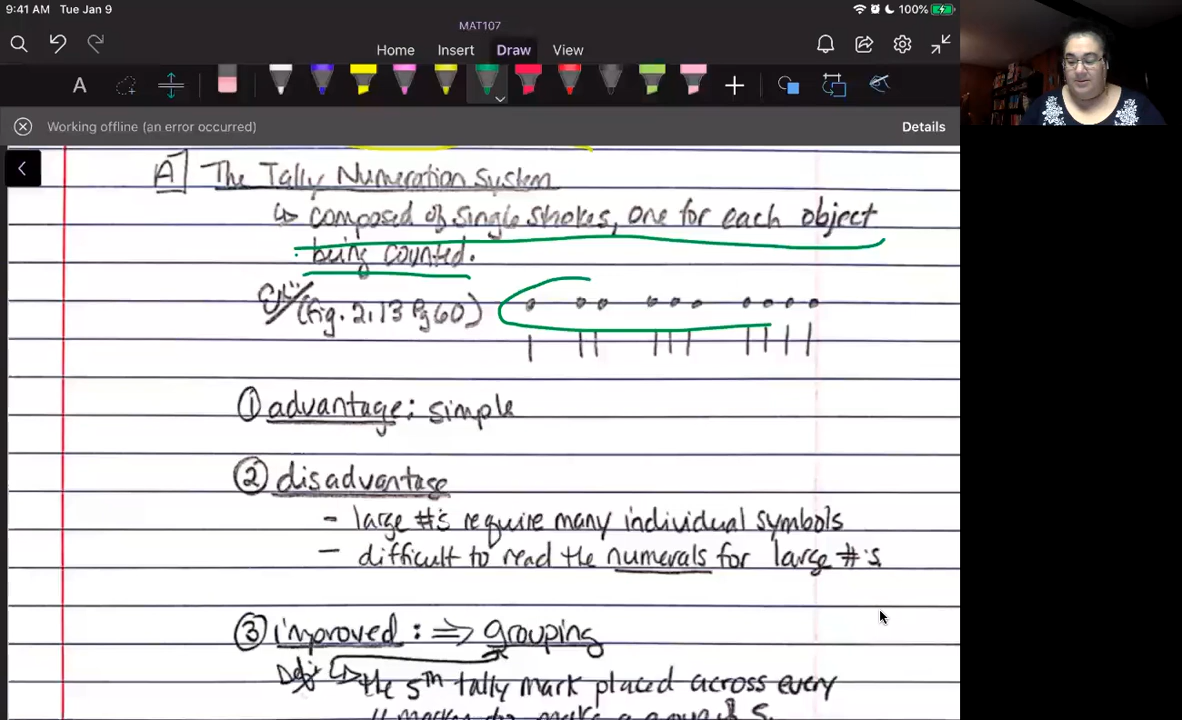 9:41 AM Tue Jan 9
100%
MAT107
Home Insert Draw View
A
Working offline (an error occurred)
Details
A The Tally Numeration System
↳ composed of single strokes, one for each object
being counted.
(fig. 2.13 Pg 60)
| || ||| ||||
① advantage: simple
② disadvantage
- large #'s require many individual symbols
- difficult to read the numerals for large #'s.
③ improved : ⇒ grouping
Def: ↳ the 5th tally mark placed across every